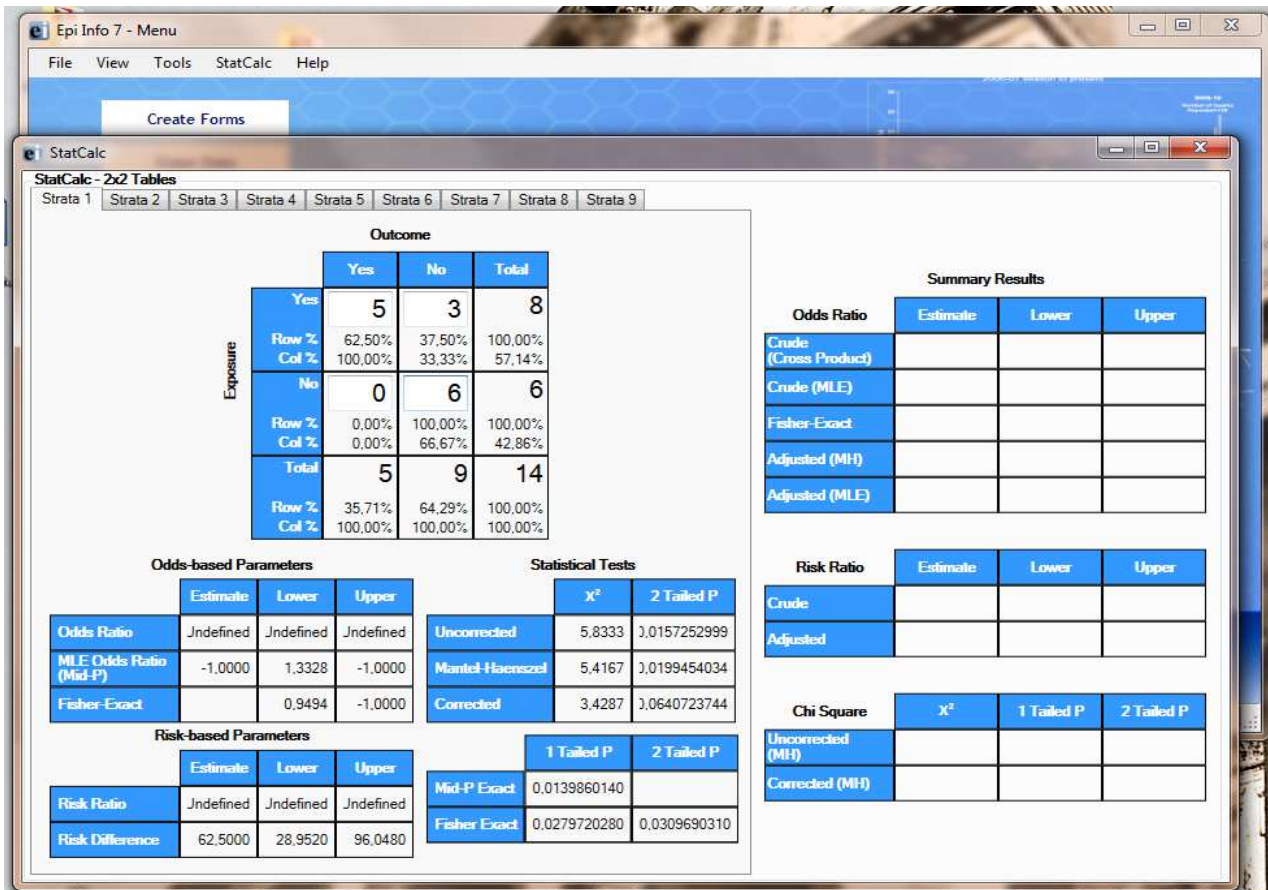 Epi Info 7 - Menu
File View Tools StatCalc Help
Create Forms
StatCalc
StatCalc - 2x2 Tables
Strata 1 Strata 2 Strata 3 Strata 4 Strata 5 Strata 6 Strata 7 Strata 8 Strata 9
Outcome
Yes No Total
Exposure
Yes 5 3 8
Row % 62,50% 37,50% 100,00%
Col % 100,00% 33,33% 57,14%
No 0 6 6
Row % 0,00% 100,00% 100,00%
Col % 0,00% 66,67% 42,86%
Total 5 9 14
Row % 35,71% 64,29% 100,00%
Col % 100,00% 100,00% 100,00%
Odds-based Parameters
Estimate Lower Upper
Odds Ratio Undefined Undefined Undefined
MLE Odds Ratio (Mid-P) -1,0000 1,3328 -1,0000
Fisher-Exact 0,9494 -1,0000
Risk-based Parameters
Estimate Lower Upper
Risk Ratio Undefined Undefined Undefined
Risk Difference 62,5000 28,9520 96,0480
Statistical Tests
X² 2 Tailed P
Uncorrected 5,8333 0,0157252999
Mantel-Haenszel 5,4167 0,0199454034
Corrected 3,4287 0,0640723744
1 Tailed P 2 Tailed P
Mid-P Exact 0,0139860140
Fisher Exact 0,0279720280 0,0309690310
Summary Results
Odds Ratio Estimate Lower Upper
Crude
(Cross Product)
Crude (MLE)
Fisher-Exact
Adjusted (MH)
Adjusted (MLE)
Risk Ratio Estimate Lower Upper
Crude
Adjusted
Chi Square X² 1 Tailed P 2 Tailed P
Uncorrected
(MH)
Corrected (MH)